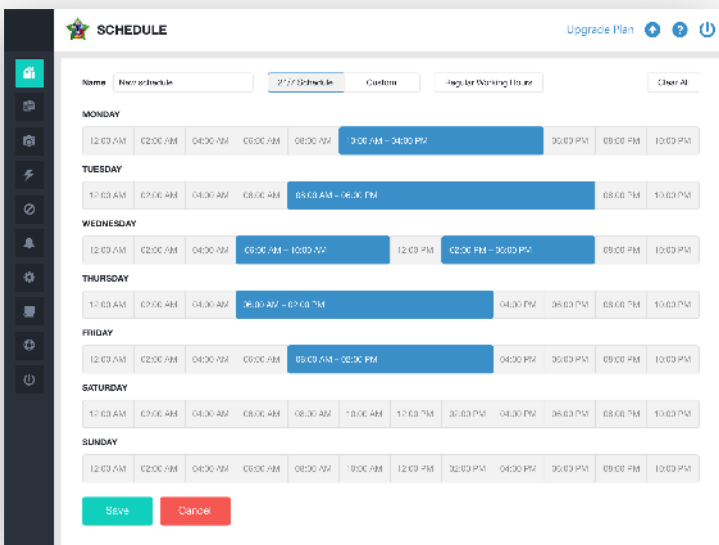 SCHEDULE
Upgrade Plan
Name New schedule 24/7 Schedule Custom Regular Working Hours Clear All
MONDAY
12:00 AM 02:00 AM 04:00 AM 06:00 AM 08:00 AM 10:00 AM – 04:00 PM 06:00 PM 08:00 PM 10:00 PM
TUESDAY
12:00 AM 02:00 AM 04:00 AM 06:00 AM 08:00 AM – 06:00 PM 08:00 PM 10:00 PM
WEDNESDAY
12:00 AM 02:00 AM 04:00 AM 06:00 AM – 10:00 AM 12:00 PM 02:00 PM – 06:00 PM 08:00 PM 10:00 PM
THURSDAY
12:00 AM 02:00 AM 04:00 AM 06:00 AM – 02:00 PM 04:00 PM 06:00 PM 08:00 PM 10:00 PM
FRIDAY
12:00 AM 02:00 AM 04:00 AM 06:00 AM 08:00 AM – 02:00 PM 04:00 PM 06:00 PM 08:00 PM 10:00 PM
SATURDAY
12:00 AM 02:00 AM 04:00 AM 06:00 AM 08:00 AM 10:00 AM 12:00 PM 02:00 PM 04:00 PM 06:00 PM 08:00 PM 10:00 PM
SUNDAY
12:00 AM 02:00 AM 04:00 AM 06:00 AM 08:00 AM 10:00 AM 12:00 PM 02:00 PM 04:00 PM 06:00 PM 08:00 PM 10:00 PM
Save Cancel